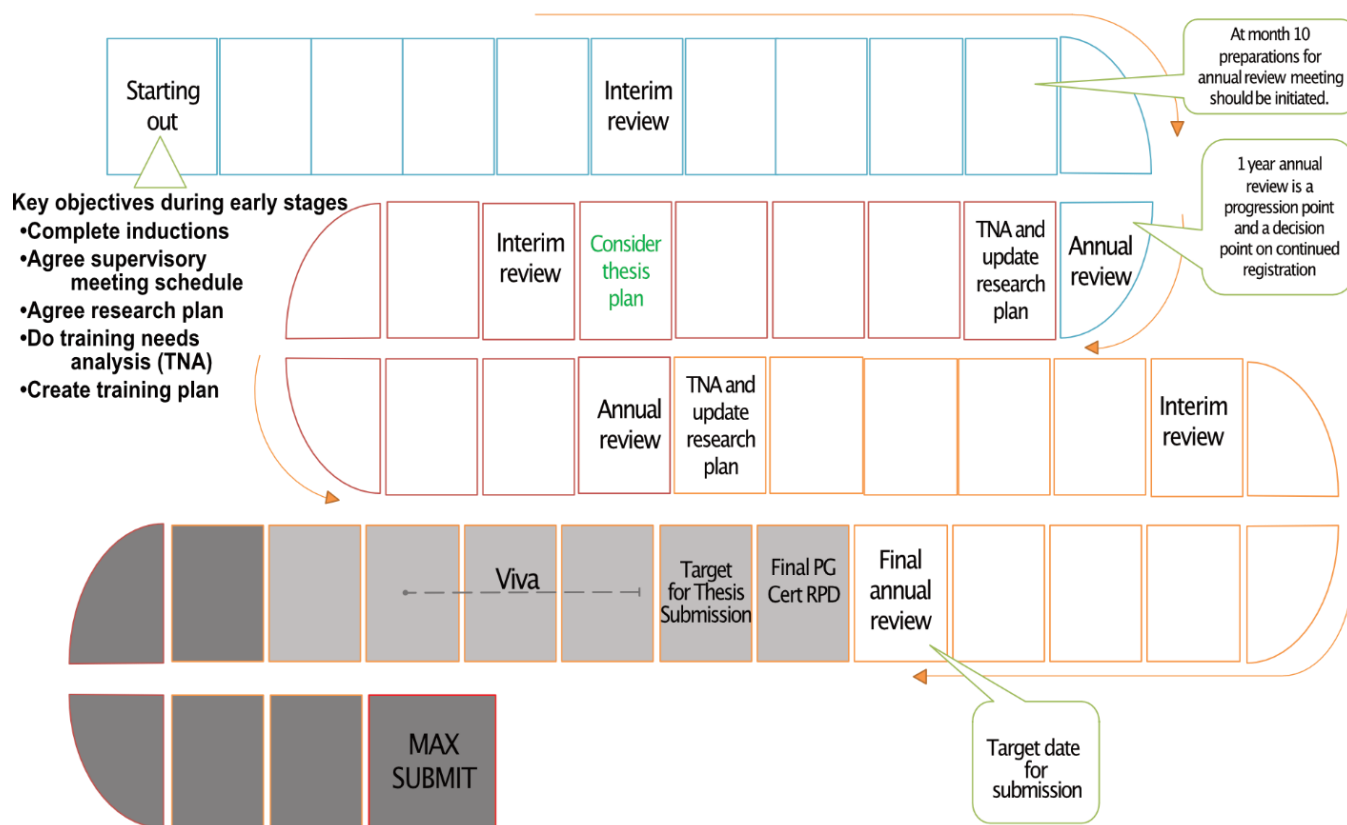 Starting
out
Interim
review
At month 10
preparations for
annual review meeting
should be initiated.
Key objectives during early stages
•Complete inductions
•Agree supervisory
meeting schedule
•Agree research plan
•Do training needs
analysis (TNA)
•Create training plan
Interim
review
Consider
thesis
plan
TNA and
update
research
plan
Annual
review
1 year annual
review is a
progression point
and a decision
point on continued
registration
Annual
review
TNA and
update
research
plan
Interim
review
Viva
Target
for Thesis
Submission
Final PG
Cert RPD
Final
annual
review
Target date
for
submission
MAX
SUBMIT